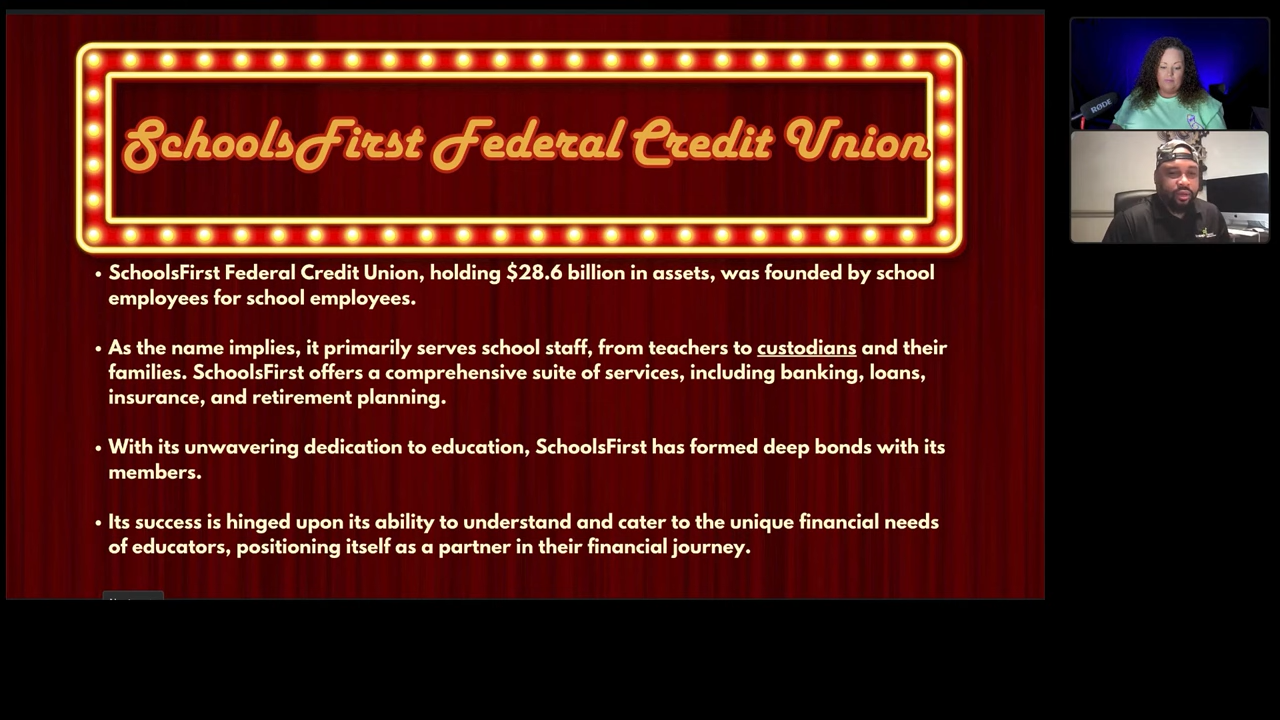 SchoolsFirst Federal Credit Union
• SchoolsFirst Federal Credit Union, holding $28.6 billion in assets, was founded by school
employees for school employees.
• As the name implies, it primarily serves school staff, from teachers to custodians and their
families. SchoolsFirst offers a comprehensive suite of services, including banking, loans,
insurance, and retirement planning.
• With its unwavering dedication to education, SchoolsFirst has formed deep bonds with its
members.
• Its success is hinged upon its ability to understand and cater to the unique financial needs
of educators, positioning itself as a partner in their financial journey.
RØDE